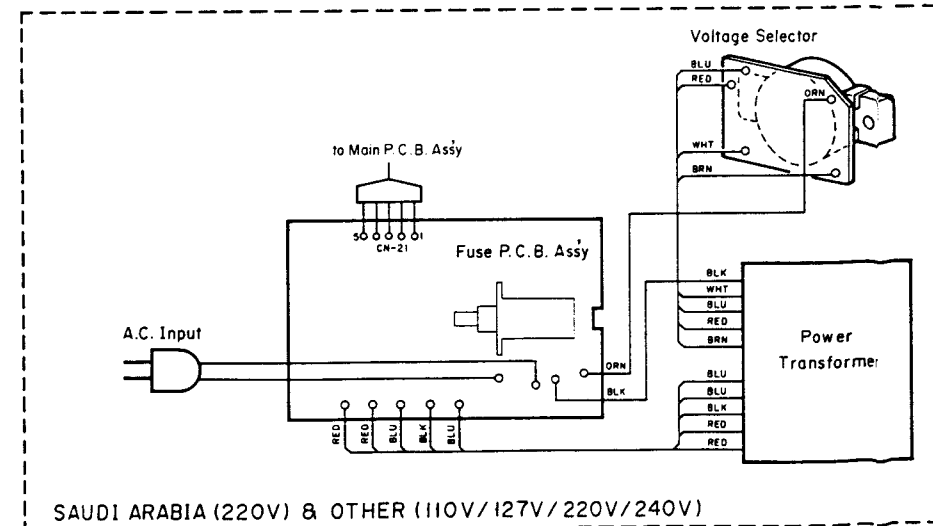 Voltage Selector
BLU
RED
ORN
WHT
BRN
to Main P.C.B. Ass'y
5 1
CN-21
Fuse P.C.B. Ass'y
A.C. Input
ORN
BLK
BLK
WHT
BLU
RED
BRN
Power
Transformer
BLU
BLU
BLK
RED
RED
RED
RED
BLU
BLK
BLU
SAUDI ARABIA (220V) & OTHER (110V/127V/220V/240V)